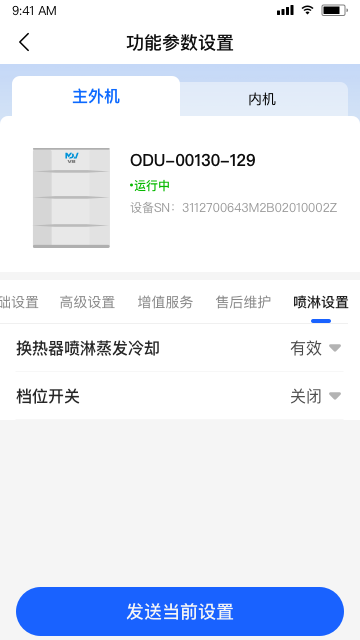 9:41 AM
功能参数设置
主外机
内机
ODU-00130-129
•运行中
设备SN：3112700643M2B02010002Z
础设置
高级设置
增值服务
售后维护
喷淋设置
换热器喷淋蒸发冷却
有效
档位开关
关闭
发送当前设置